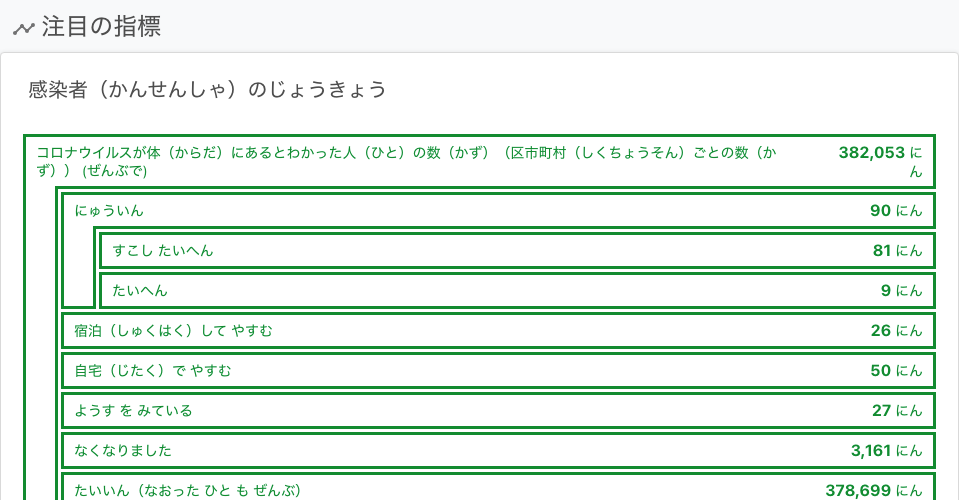 注目の指標
感染者（かんせんしゃ）のじょうきょう
コロナウイルスが体（からだ）にあるとわかった人（ひと）の数（かず）（区市町村（しくちょうそん）ごとの数（か
ず）） (ぜんぶで)
382,053 に
ん
にゅういん 90 にん
すこし たいへん 81 にん
たいへん 9 にん
宿泊（しゅくはく）して やすむ 26 にん
自宅（じたく）で やすむ 50 にん
ようす を みている 27 にん
なくなりました 3,161 にん
たいいん（なおった ひと も ぜんぶ） 378,699 にん